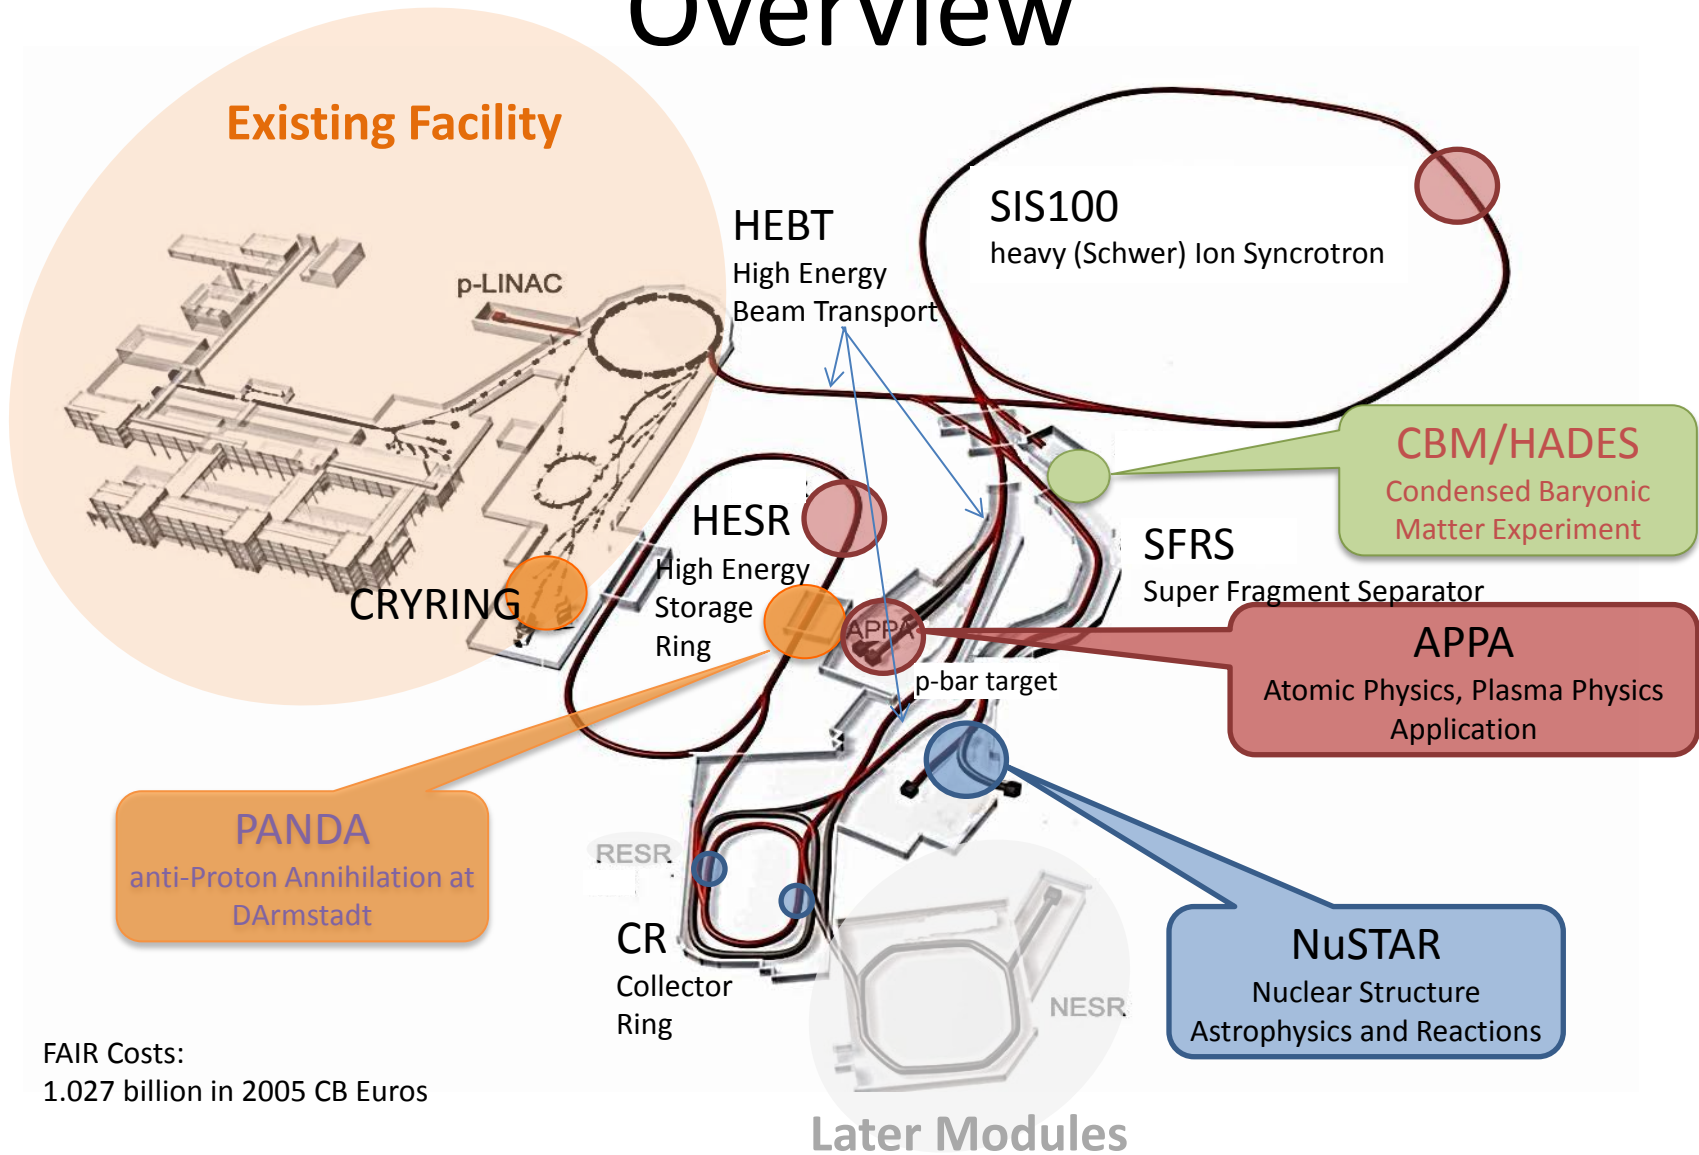 Overview
Existing Facility
p-LINAC
HEBT
High Energy
Beam Transport
SIS100
heavy (Schwer) Ion Syncrotron
CBM/HADES
Condensed Baryonic
Matter Experiment
HESR
High Energy
Storage
Ring
CRYRING
SFRS
Super Fragment Separator
APPA
p-bar target
APPA
Atomic Physics, Plasma Physics
Application
PANDA
anti-Proton Annihilation at
DArmstadt
RESR
CR
Collector
Ring
NESR
NuSTAR
Nuclear Structure
Astrophysics and Reactions
FAIR Costs:
1.027 billion in 2005 CB Euros
Later Modules